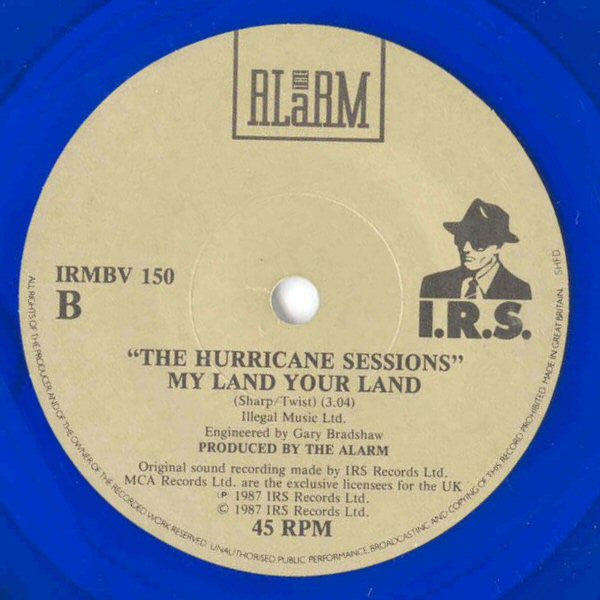 THE
ALaRM
I.R.S.
IRMBV 150
B
"THE HURRICANE SESSIONS"
MY LAND YOUR LAND
(Sharp/Twist) (3.04)
Illegal Music Ltd.
Engineered by Gary Bradshaw
PRODUCED BY THE ALARM
Original sound recording made by IRS Records Ltd.
MCA Records Ltd. are the exclusive licensees for the UK
℗ 1987 IRS Records Ltd.
© 1987 IRS Records Ltd.
45 RPM
ALL RIGHTS OF THE PRODUCER AND OF THE OWNER OF THE RECORDED WORK RESERVED. UNAUTHORISED PUBLIC PERFORMANCE, BROADCASTING AND COPYING OF THIS RECORD PROHIBITED. MADE IN GREAT BRITAIN. SHFD